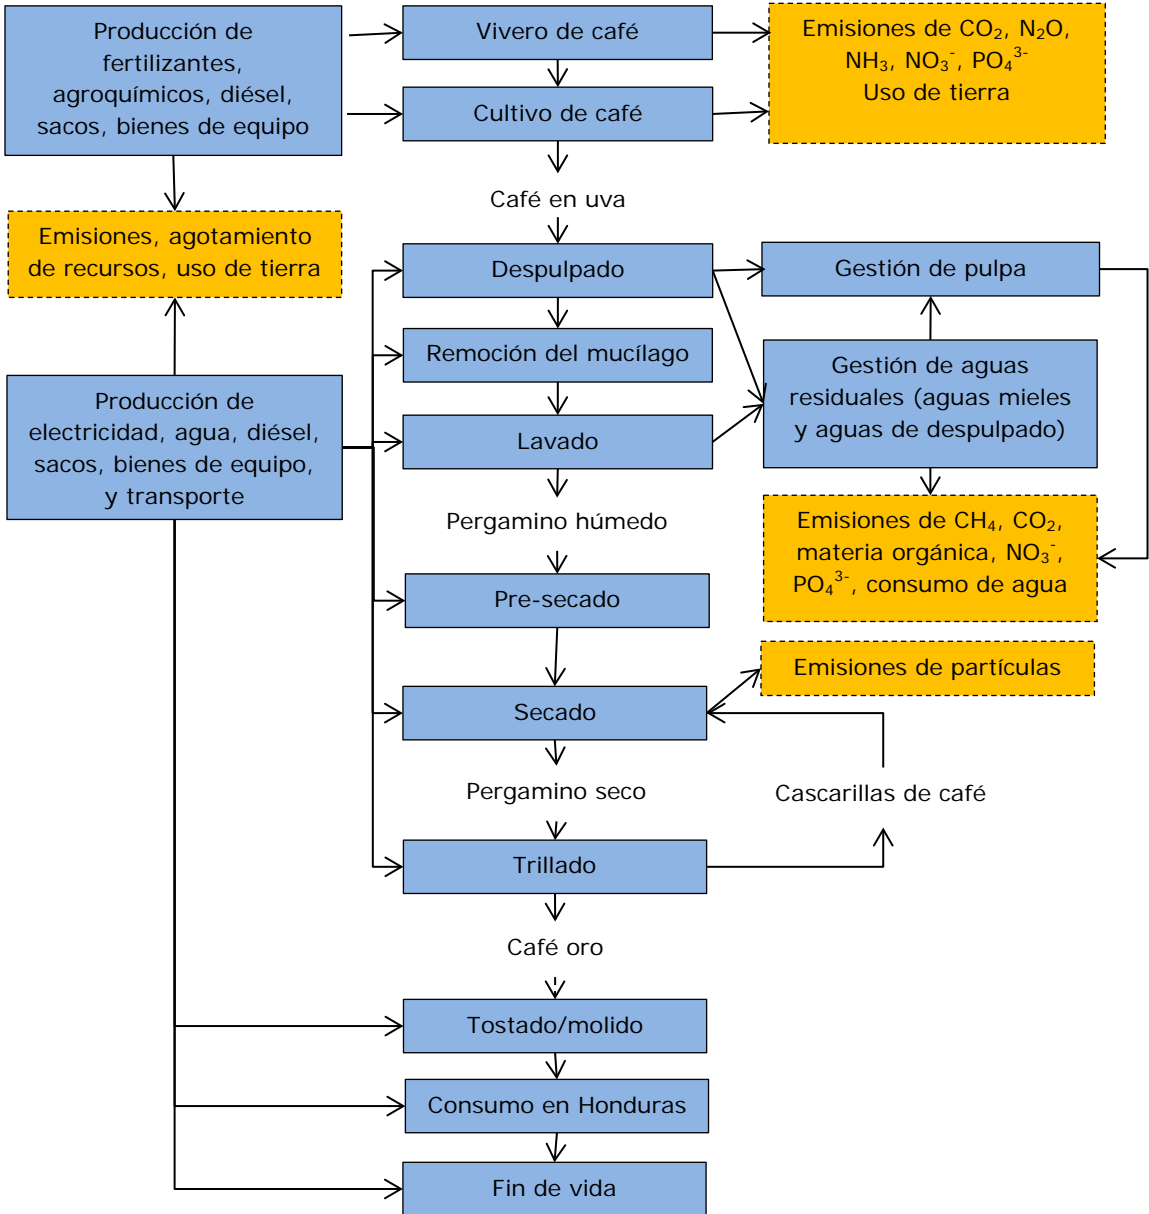 Producción de
fertilizantes,
agroquímicos, diésel,
sacos, bienes de equipo
Vivero de café
Emisiones de CO₂, N₂O,
NH₃, NO₃⁻, PO₄³⁻
Uso de tierra
Cultivo de café
Café en uva
Emisiones, agotamiento
de recursos, uso de tierra
Despulpado
Gestión de pulpa
Remoción del mucílago
Gestión de aguas
residuales (aguas mieles
y aguas de despulpado)
Producción de
electricidad, agua, diésel,
sacos, bienes de equipo,
y transporte
Lavado
Pergamino húmedo
Emisiones de CH₄, CO₂,
materia orgánica, NO₃⁻,
PO₄³⁻, consumo de agua
Pre-secado
Emisiones de partículas
Secado
Pergamino seco
Cascarillas de café
Trillado
Café oro
Tostado/molido
Consumo en Honduras
Fin de vida